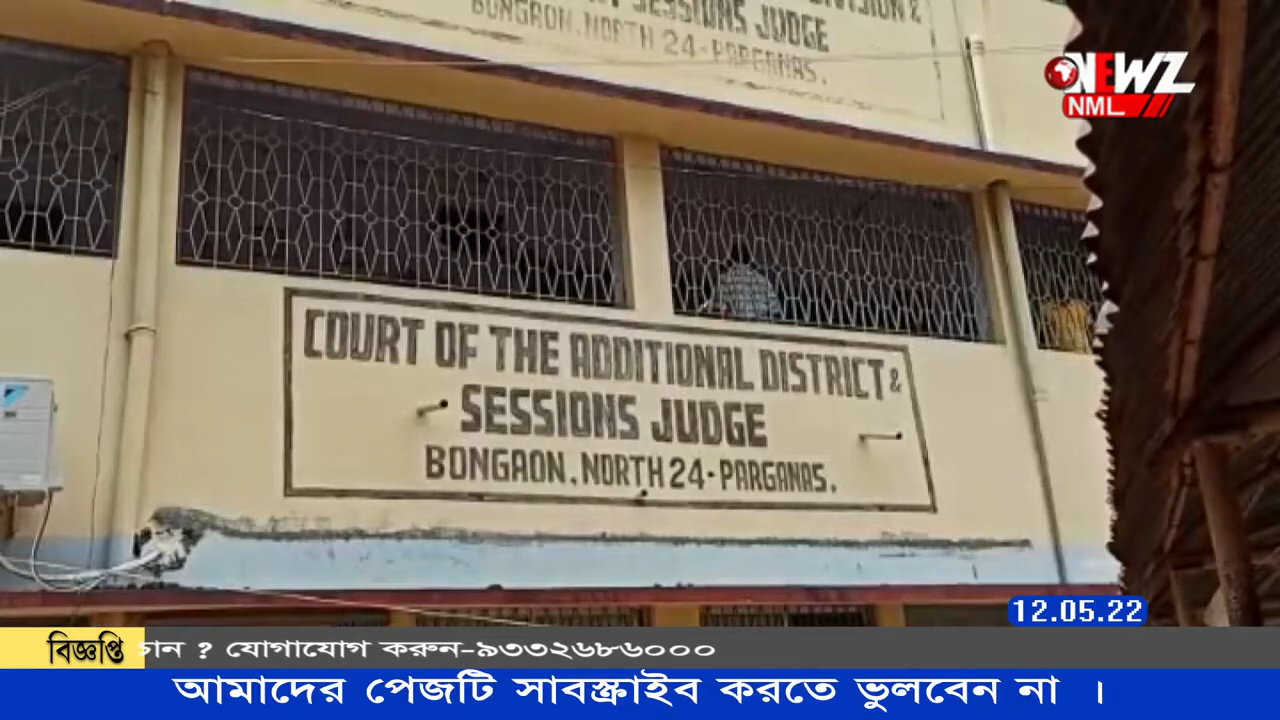 DIVISION &
SESSIONS JUDGE
BONGAON, NORTH 24-PARGANAS.
NEWZ
NML
COURT OF THE ADDITIONAL DISTRICT &
SESSIONS JUDGE
BONGAON, NORTH 24-PARGANAS.
12.05.22
বিজ্ঞপ্তি চান ? যোগাযোগ করুন-৯৩৩২৬৮৬০০০
আমাদের পেজটি সাবস্ক্রাইব করতে ভুলবেন না ।